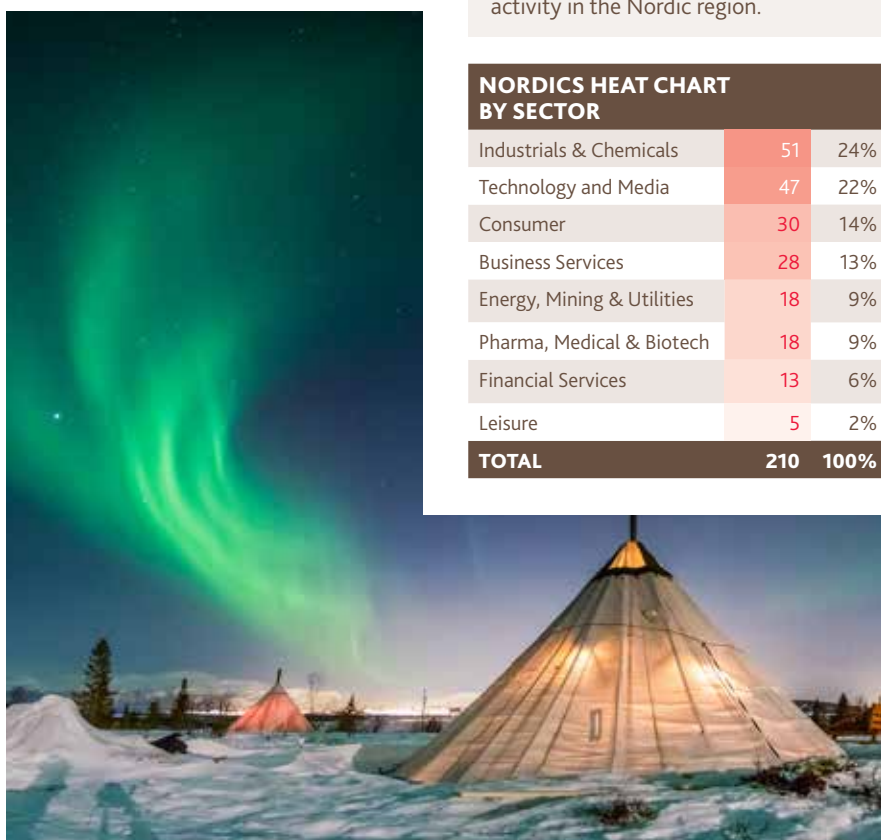 activity in the Nordic region.
NORDICS HEAT CHART
BY SECTOR
Industrials & Chemicals 51 24%
Technology and Media 47 22%
Consumer 30 14%
Business Services 28 13%
Energy, Mining & Utilities 18 9%
Pharma, Medical & Biotech 18 9%
Financial Services 13 6%
Leisure 5 2%
TOTAL 210 100%